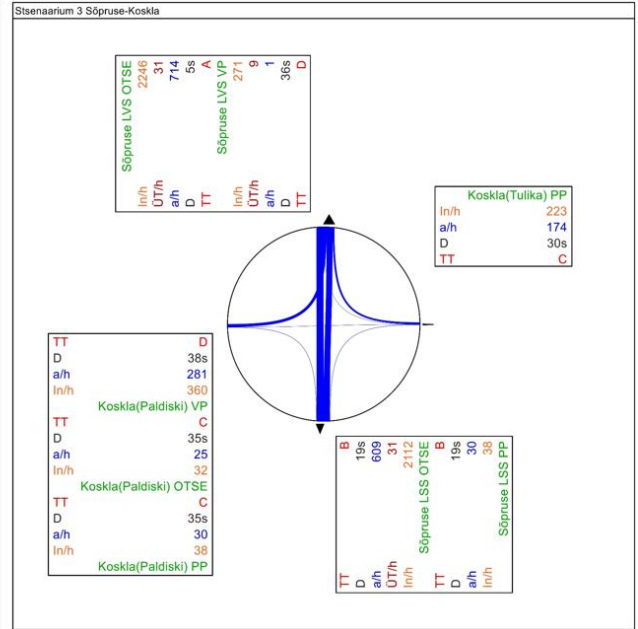 Stsenaarium 3 Sõpruse-Koskla
Sõpruse LVS OTSE
In/h 2246
ÜT/h 31
a/h 714
D 5s
TT A
Sõpruse LVS VP
In/h 271
ÜT/h 9
a/h 1
D 36s
TT D
Koskla(Tulika) PP
In/h 223
a/h 174
D 30s
TT C
TT D
D 38s
a/h 281
In/h 360
Koskla(Paldiski) VP
TT C
D 35s
a/h 25
In/h 32
Koskla(Paldiski) OTSE
TT C
D 35s
a/h 30
In/h 38
Koskla(Paldiski) PP
TT B
D 19s
a/h 609
ÜT/h 31
In/h 2112
Sõpruse LSS OTSE
TT B
D 19s
a/h 30
In/h 38
Sõpruse LSS PP